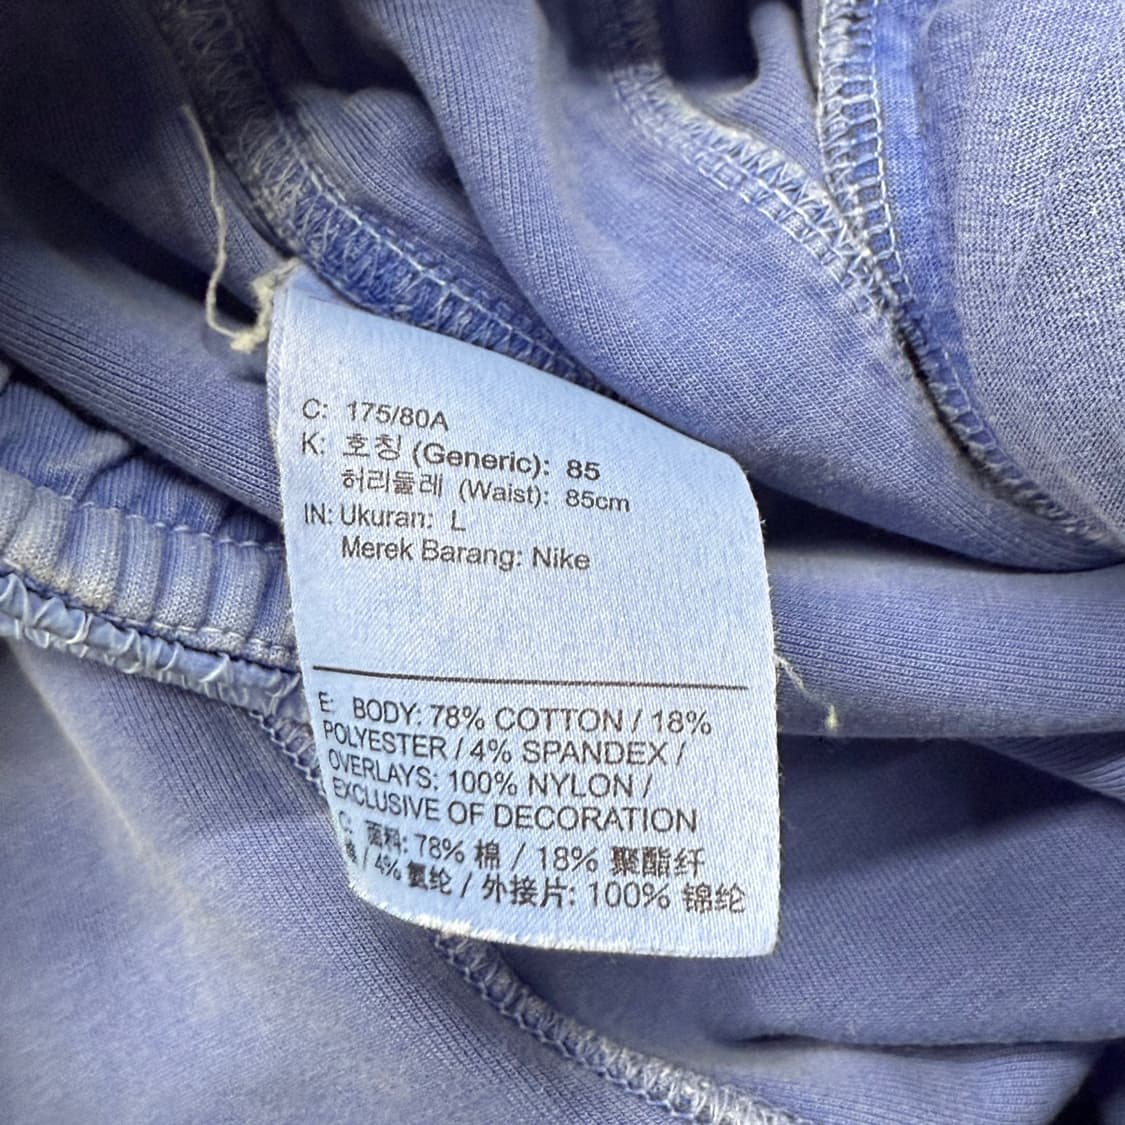 C: 175/80A
K: 호칭 (Generic): 85
허리둘레 (Waist): 85cm
IN: Ukuran: L
Merek Barang: Nike
E: BODY: 78% COTTON / 18%
POLYESTER / 4% SPANDEX /
OVERLAYS: 100% NYLON /
EXCLUSIVE OF DECORATION
C: 面料: 78% 棉 / 18% 聚酯纤
维 / 4% 氨纶 / 外接片: 100% 锦纶